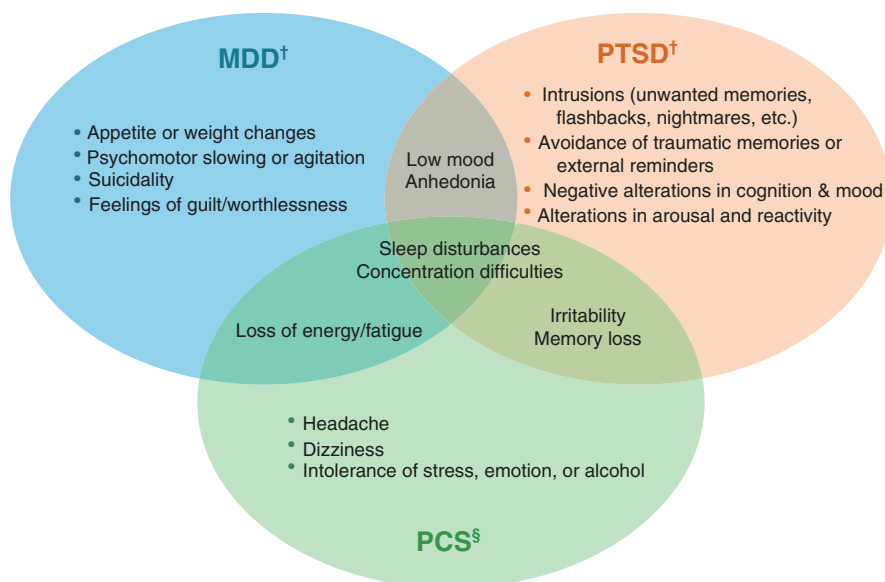 MDD†
• Appetite or weight changes
• Psychomotor slowing or agitation
• Suicidality
• Feelings of guilt/worthlessness
Low mood
Anhedonia
PTSD†
• Intrusions (unwanted memories,
flashbacks, nightmares, etc.)
• Avoidance of traumatic memories or
external reminders
• Negative alterations in cognition & mood
• Alterations in arousal and reactivity
Sleep disturbances
Concentration difficulties
Loss of energy/fatigue
Irritability
Memory loss
• Headache
• Dizziness
• Intolerance of stress, emotion, or alcohol
PCS§